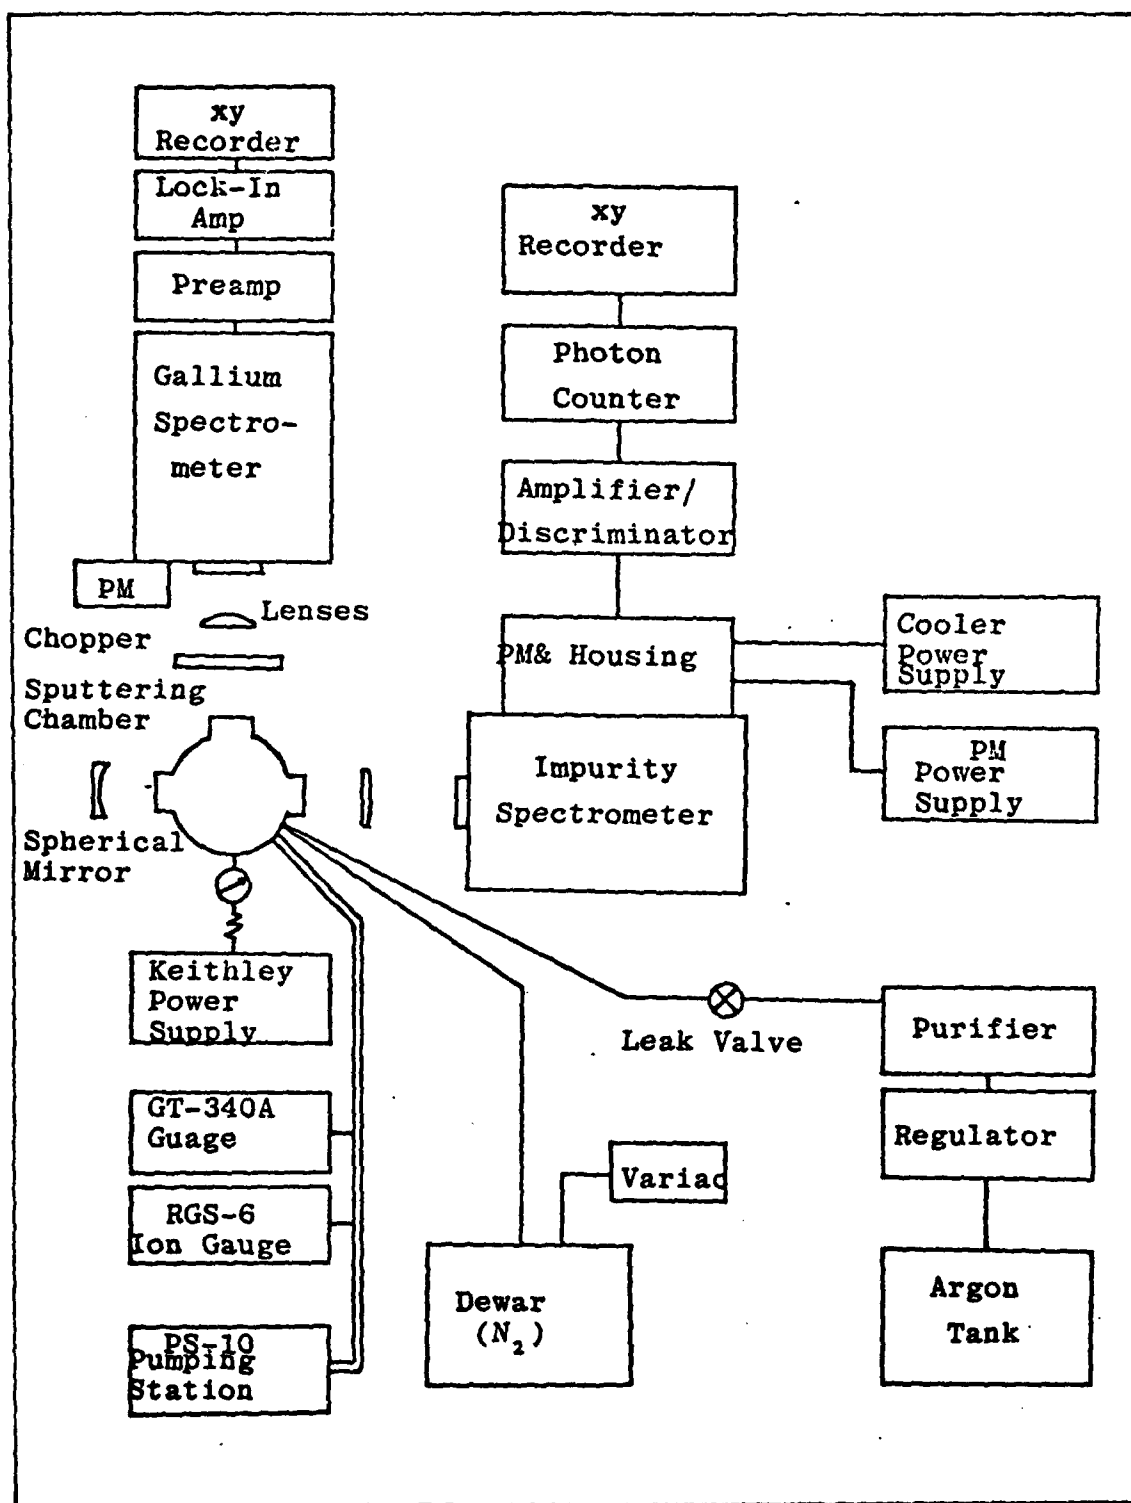 xy
Recorder
Lock-In
Amp
Preamp
Gallium
Spectro-
meter
PM
Lenses
Chopper
Sputtering
Chamber
Spherical
Mirror
Keithley
Power
Supply
GT-340A
Guage
RGS-6
Ion Gauge
PS-10
Pumping
Station
xy
Recorder
Photon
Counter
Amplifier/
Discriminator
PM& Housing
Impurity
Spectrometer
Cooler
Power
Supply
PM
Power
Supply
Leak Valve
Purifier
Regulator
Argon
Tank
Variac
Dewar
(N₂)